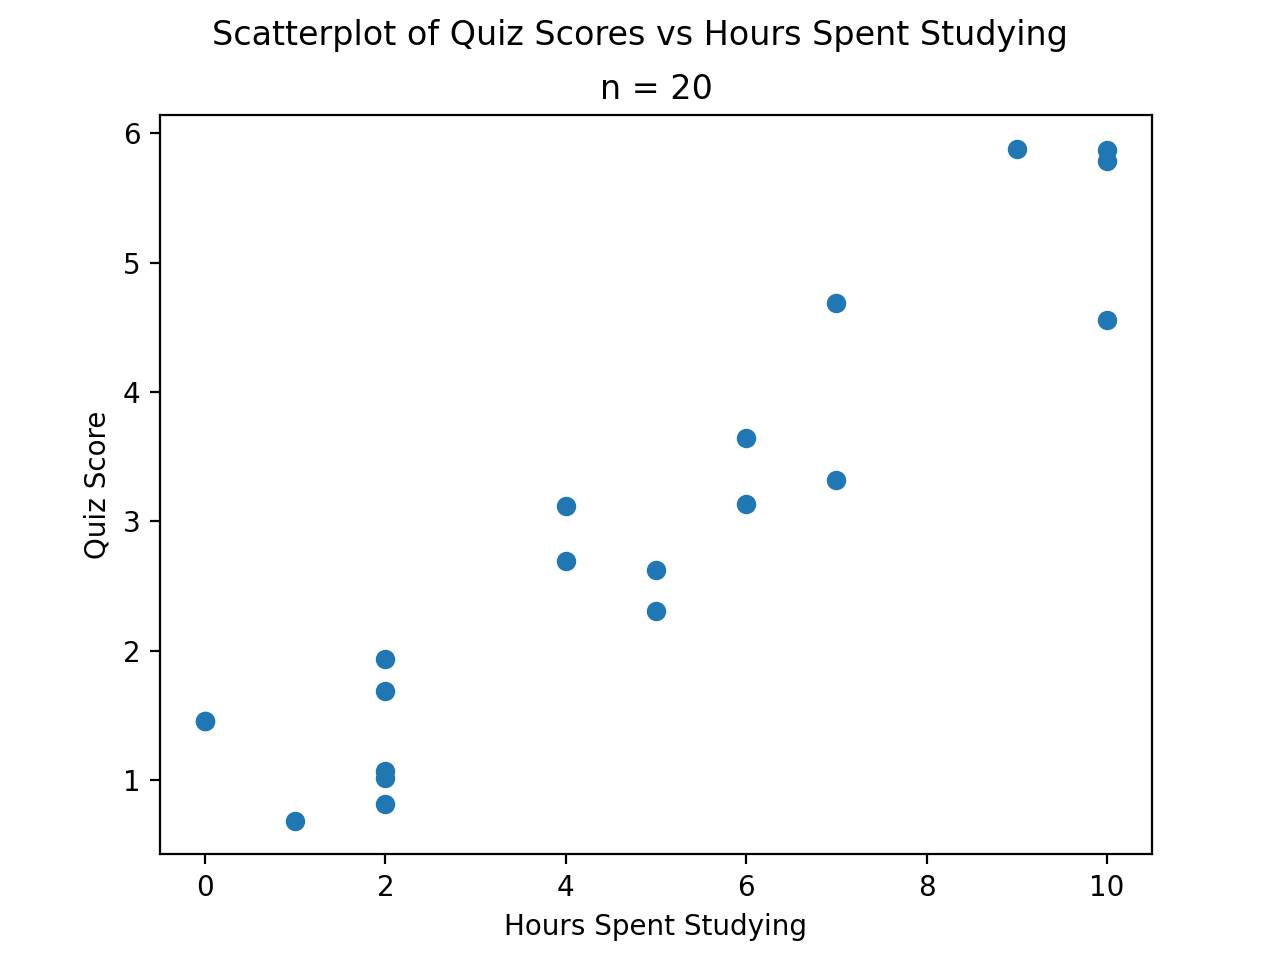 Scatterplot of Quiz Scores vs Hours Spent Studying
n = 20
6
5
4
3
2
1
Quiz Score
0 2 4 6 8 10
Hours Spent Studying